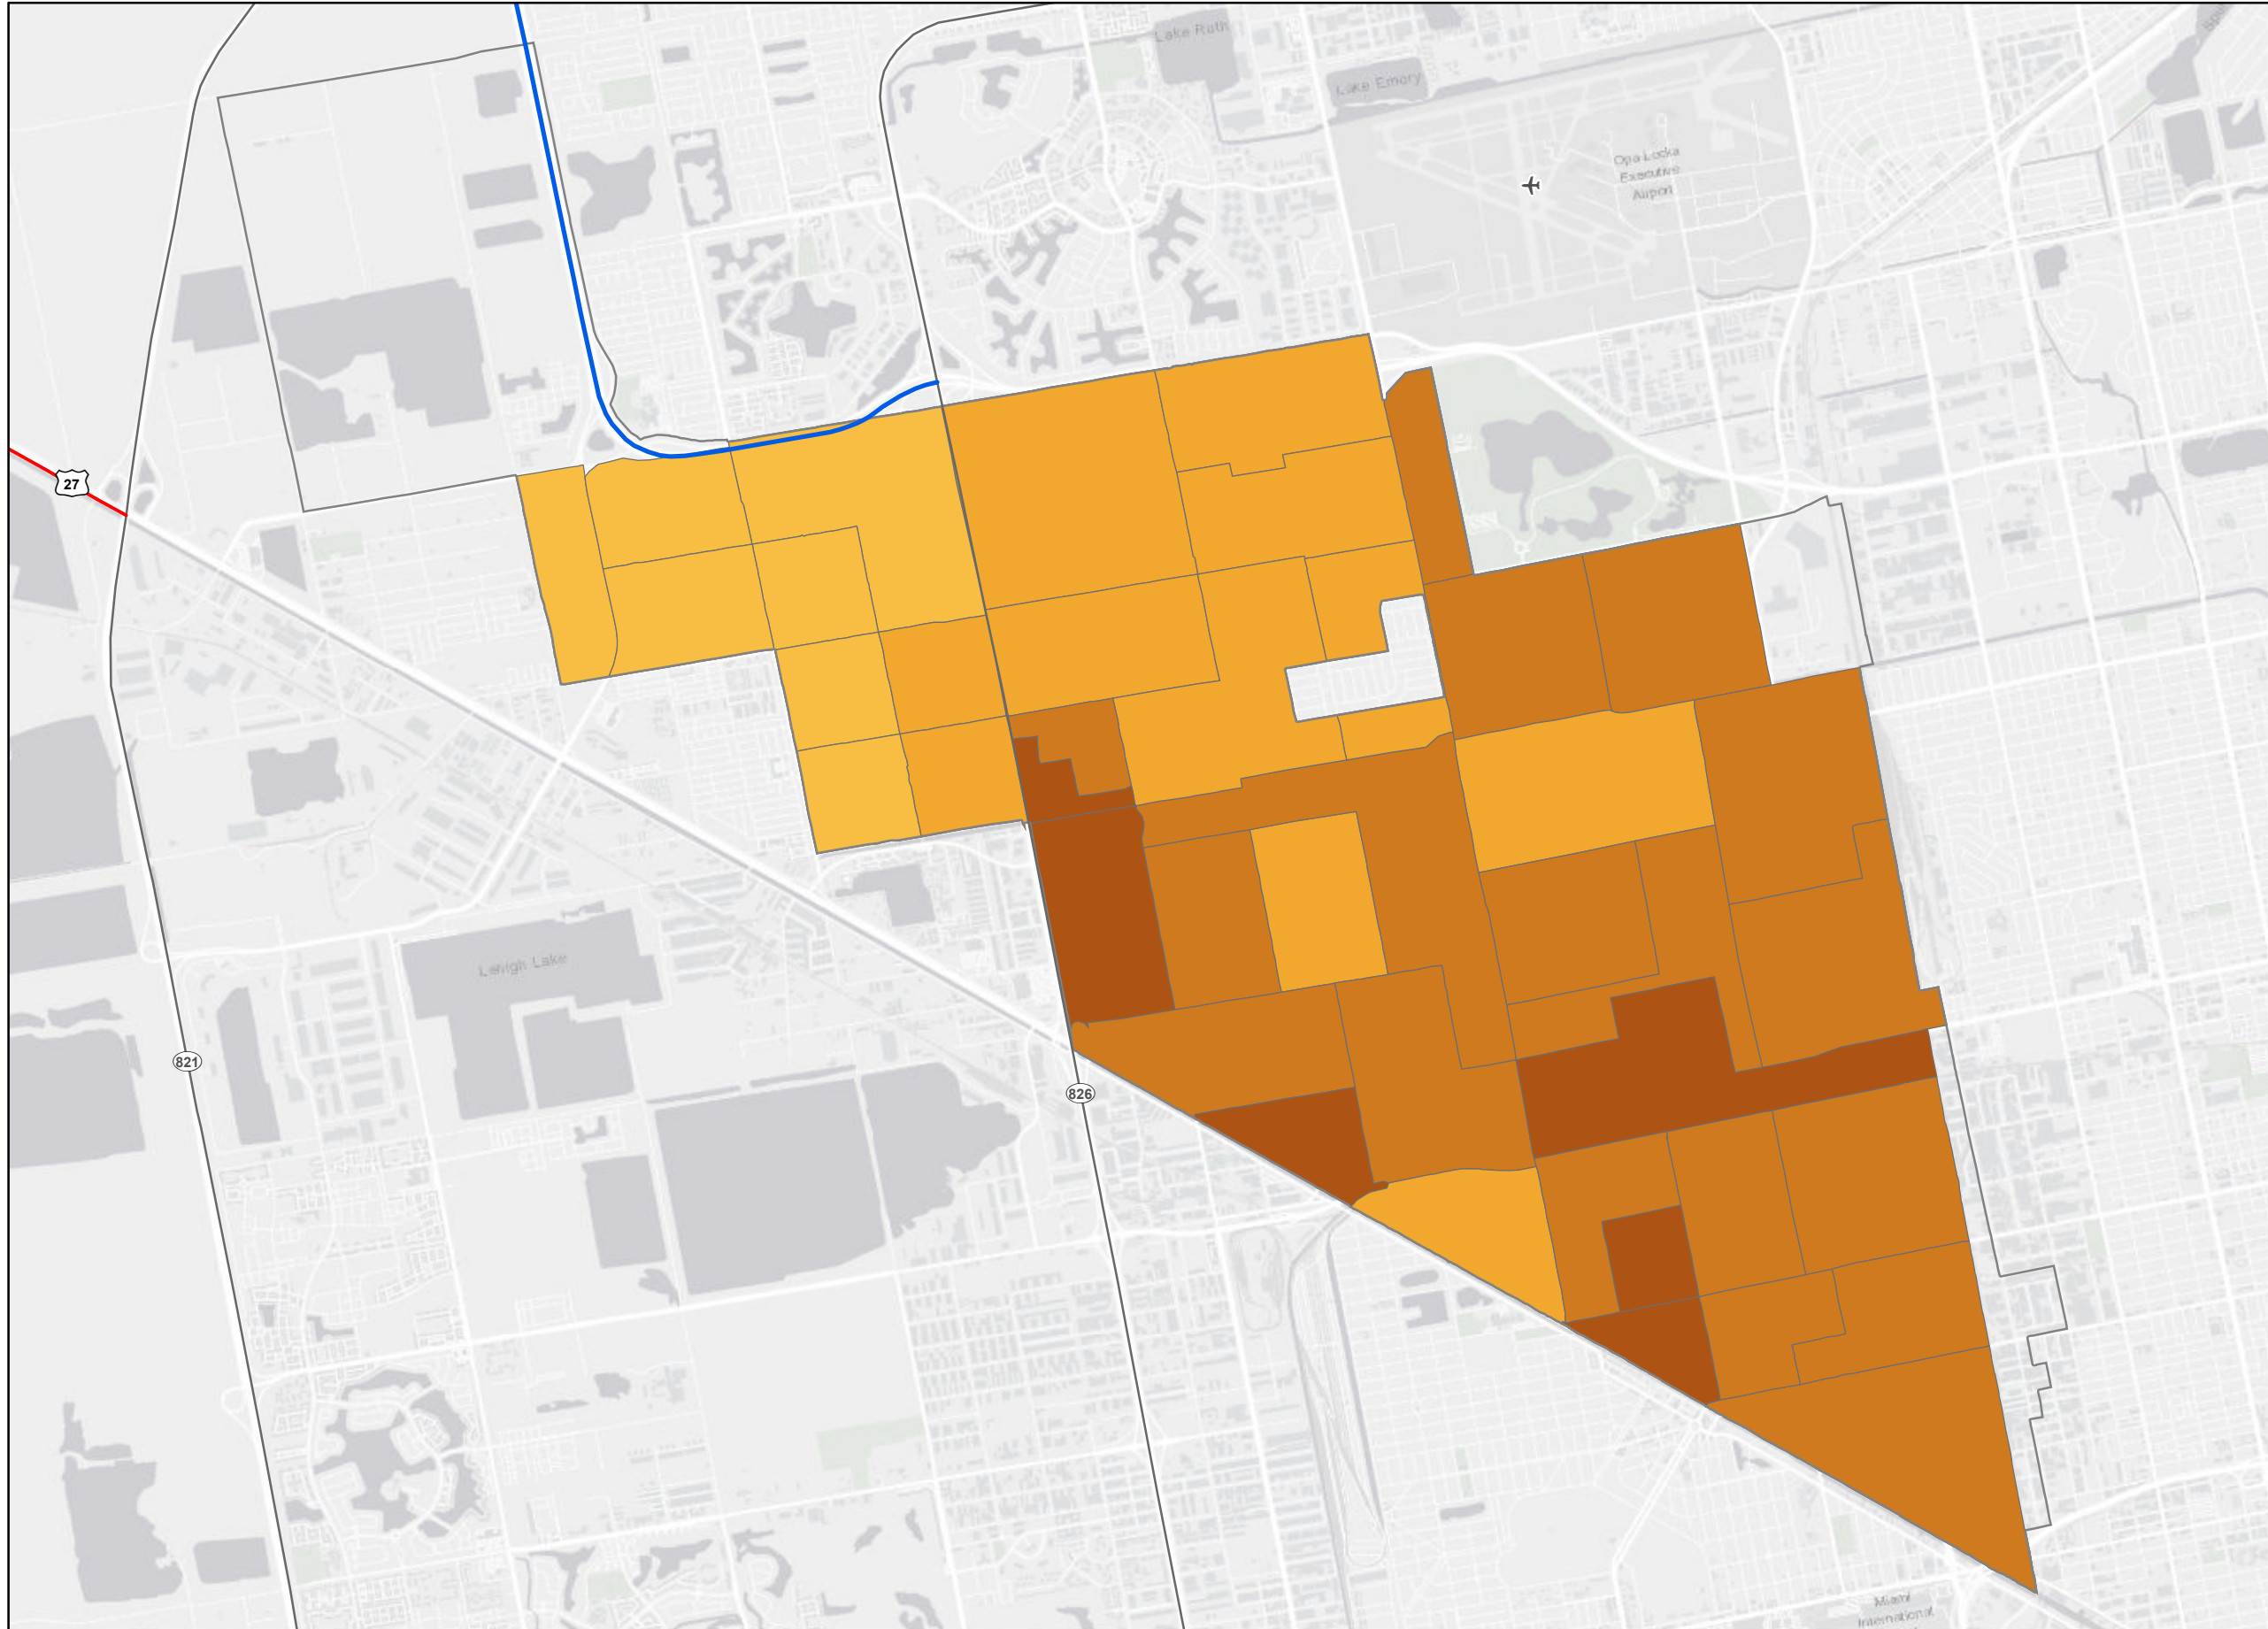 Lake Ruth
Lake Emory
Opa Locka
Executive
Airport
27
Lehigh Lake
821
826
Miami
International